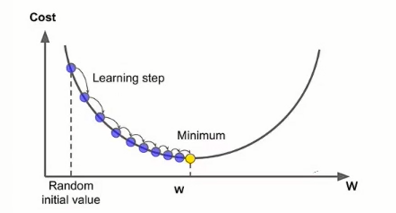 Cost
Learning step
Minimum
Random
initial value
w
W